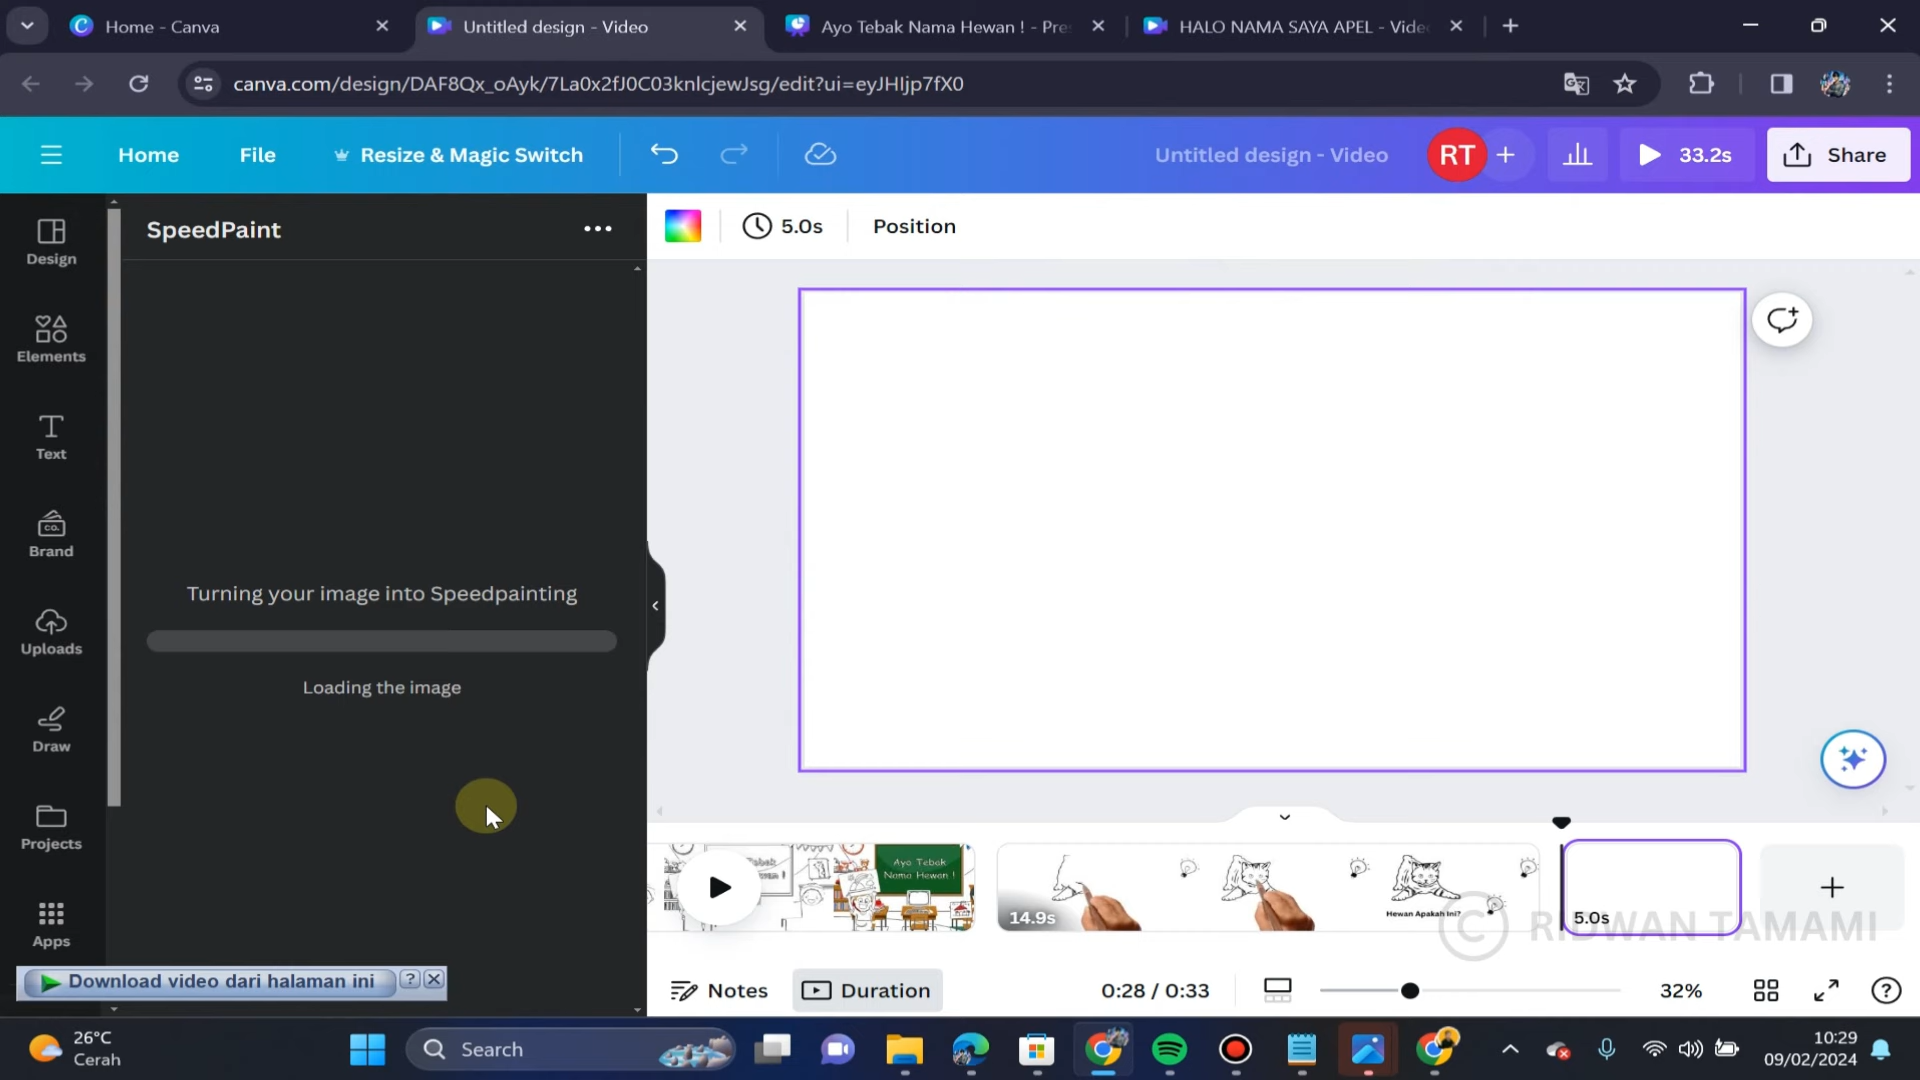 Home - Canva
Untitled design - Video
Ayo Tebak Nama Hewan ! - Pres
HALO NAMA SAYA APEL - Vide
canva.com/design/DAF8Qx_oAyk/7La0x2fJ0C03knlcjewJsg/edit?ui=eyJHIjp7fX0
Home
File
Resize & Magic Switch
Untitled design - Video
RT
33.2s
Share
SpeedPaint
5.0s
Position
Design
Elements
Text
CO.
Brand
Uploads
Draw
Projects
Apps
Turning your image into Speedpainting
Loading the image
Ayo Tebak
Nama Hewan !
14.9s
Hewan Apakah Ini?
5.0s
© RIDWAN TAMAMI
Download video dari halaman ini
?
Notes
Duration
0:28 / 0:33
32%
?
26°C
Cerah
Search
10:29
09/02/2024